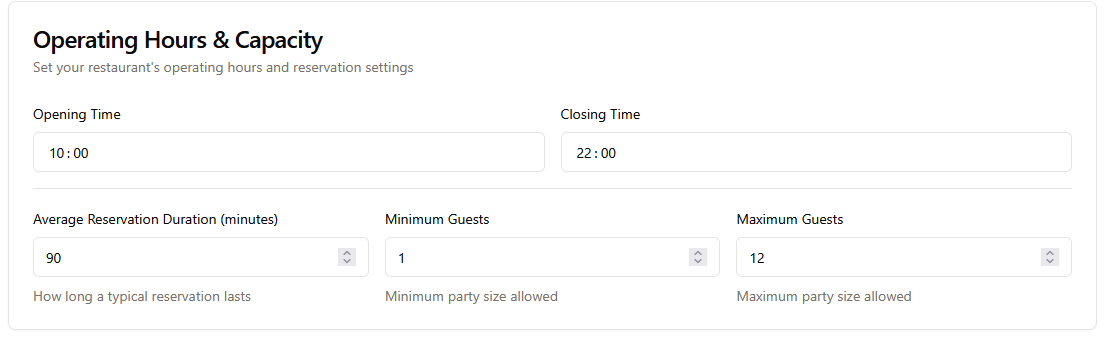 Operating Hours & Capacity
Set your restaurant's operating hours and reservation settings
Opening Time
Closing Time
10:00
22:00
Average Reservation Duration (minutes)
Minimum Guests
Maximum Guests
90
1
12
How long a typical reservation lasts
Minimum party size allowed
Maximum party size allowed